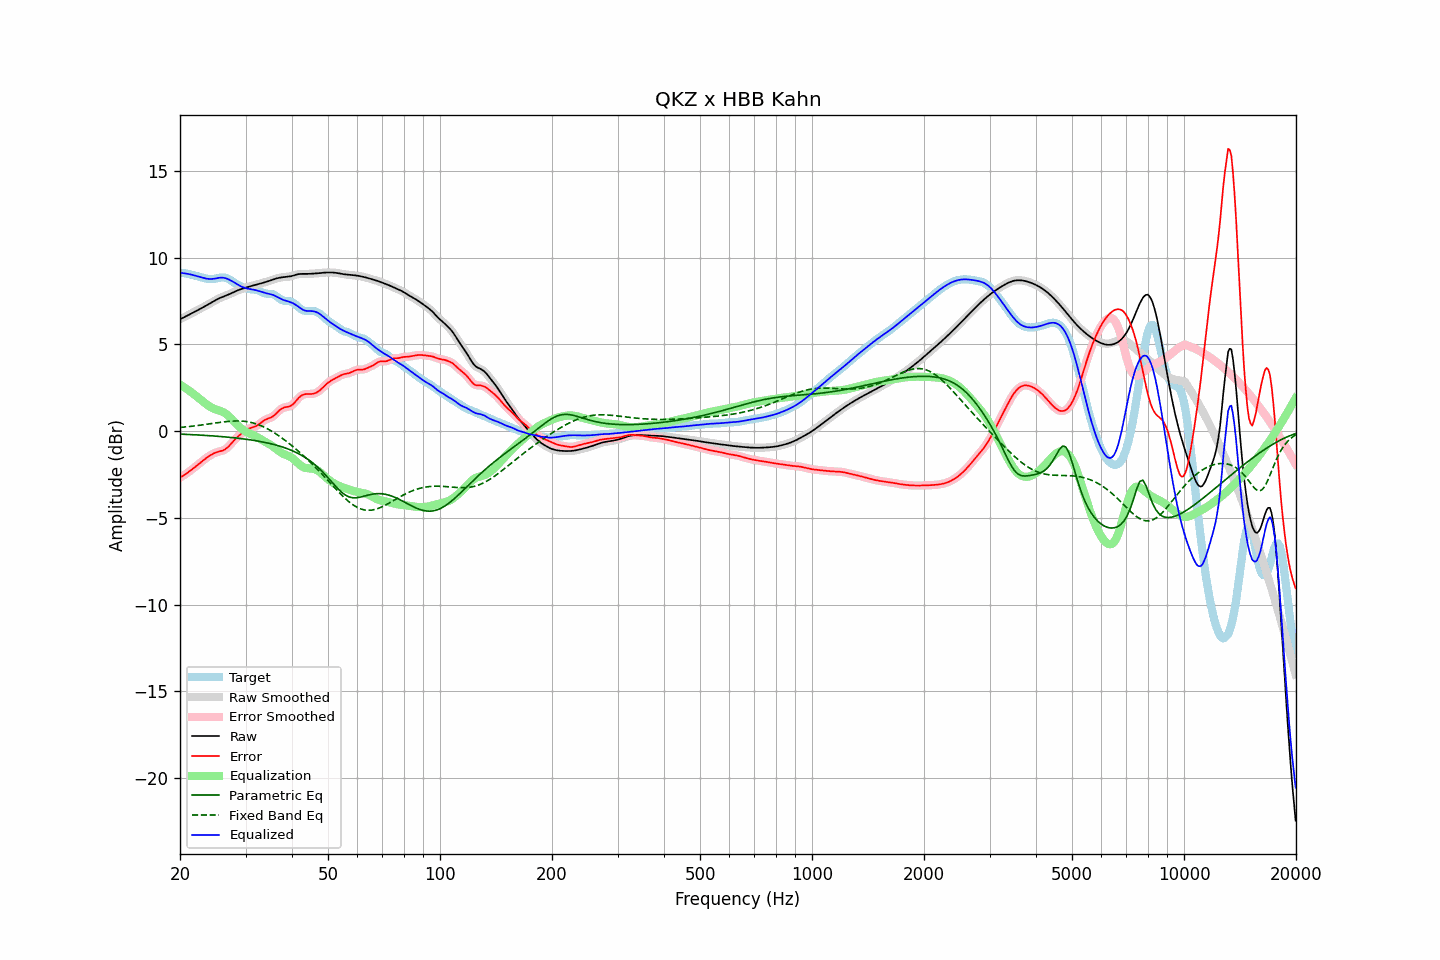 QKZ x HBB Kahn
Amplitude (dBr)
15
10
5
0
−5
−10
−15
−20
Target
Raw Smoothed
Error Smoothed
Raw
Error
Equalization
Parametric Eq
Fixed Band Eq
Equalized
20 50 100 200 500 1000 2000 5000 10000 20000
Frequency (Hz)